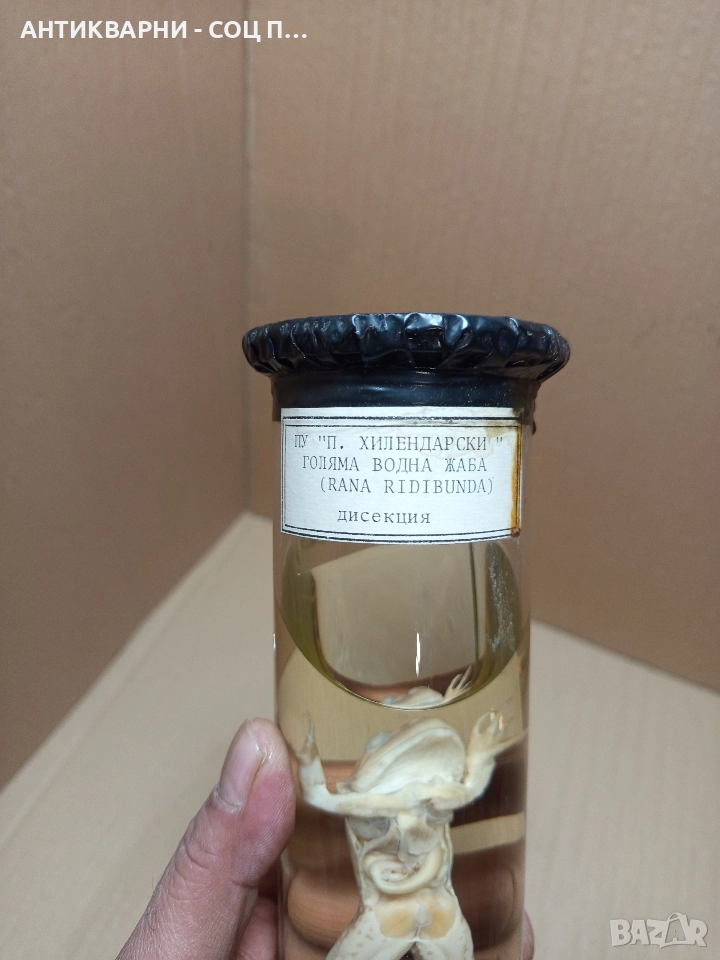 АНТИКВАРНИ - СОЦ П...
ПУ "П. ХИЛЕНДАРСКИ"
ГОЛЯМА ВОДНА ЖАБА
(RANA RIDIBUNDA)
дисекция
BAZAR